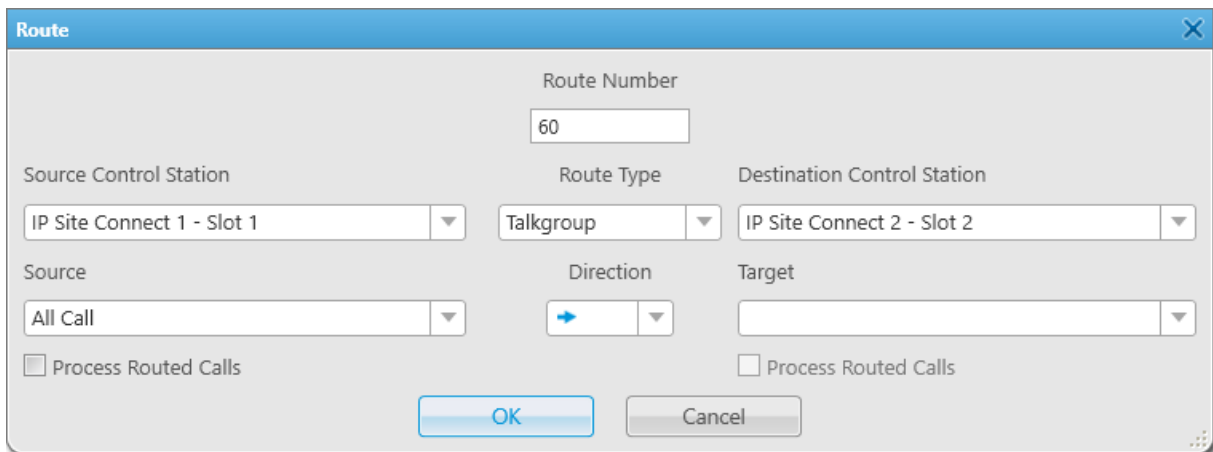 Route
Route Number
60
Source Control Station Route Type Destination Control Station
IP Site Connect 1 - Slot 1 Talkgroup IP Site Connect 2 - Slot 2
Source Direction Target
All Call
Process Routed Calls Process Routed Calls
OK Cancel